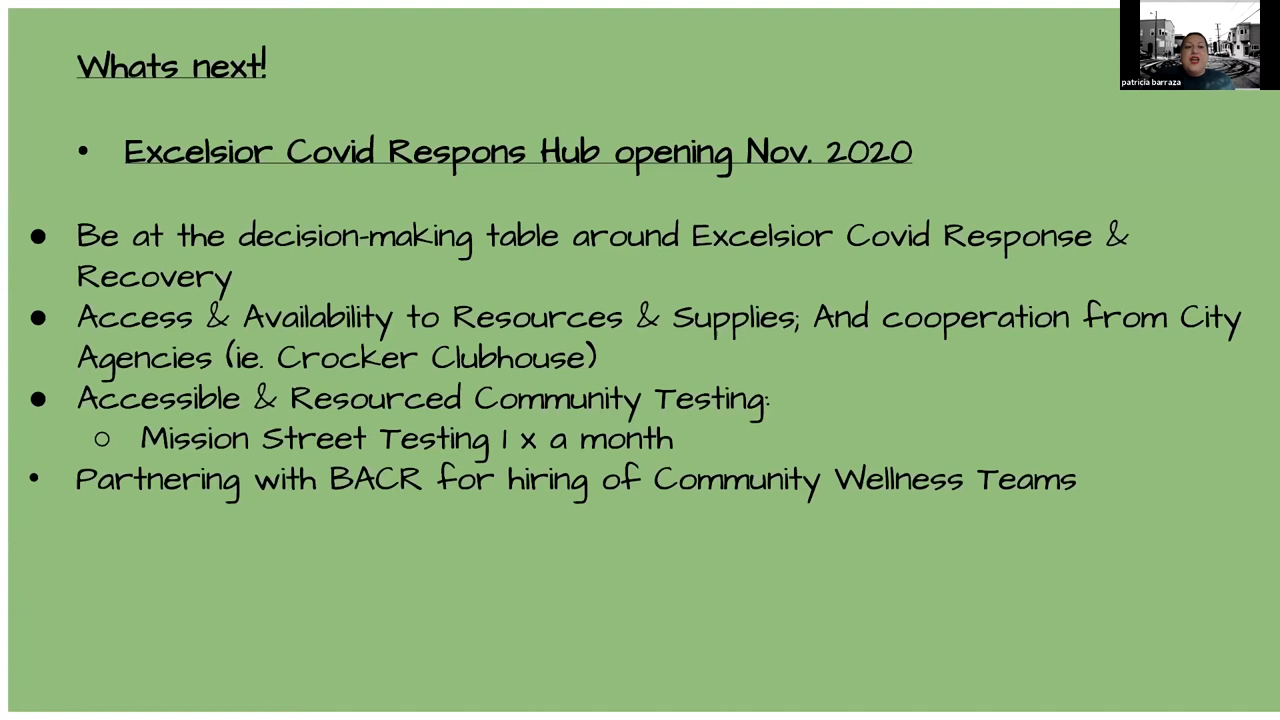 Whats next!
• Excelsior Covid Respons Hub opening Nov. 2020
● Be at the decision-making table around Excelsior Covid Response &
Recovery
● Access & Availability to Resources & Supplies; And cooperation from City
Agencies (ie. Crocker Clubhouse)
● Accessible & Resourced Community Testing:
○ Mission Street Testing 1 x a month
• Partnering with BACR for hiring of Community Wellness Teams
patricia barraza